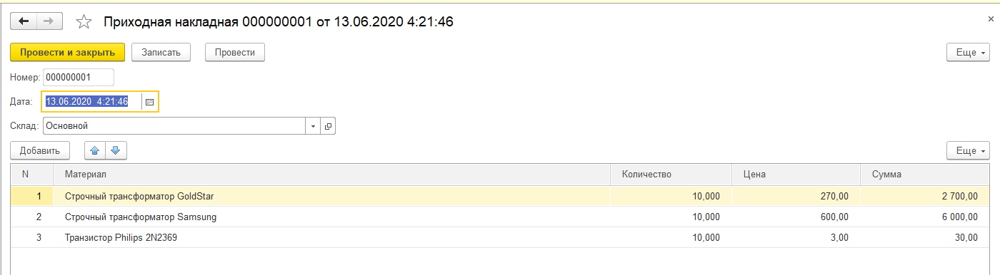 Приходная накладная 000000001 от 13.06.2020 4:21:46
Провести и закрыть Записать Провести Еще
Номер: 000000001
Дата: 13.06.2020 4:21:46
Склад: Основной
Добавить Еще
N Материал Количество Цена Сумма
1 Строчный трансформатор GoldStar 10,000 270,00 2 700,00
2 Строчный трансформатор Samsung 10,000 600,00 6 000,00
3 Транзистор Philips 2N2369 10,000 3,00 30,00